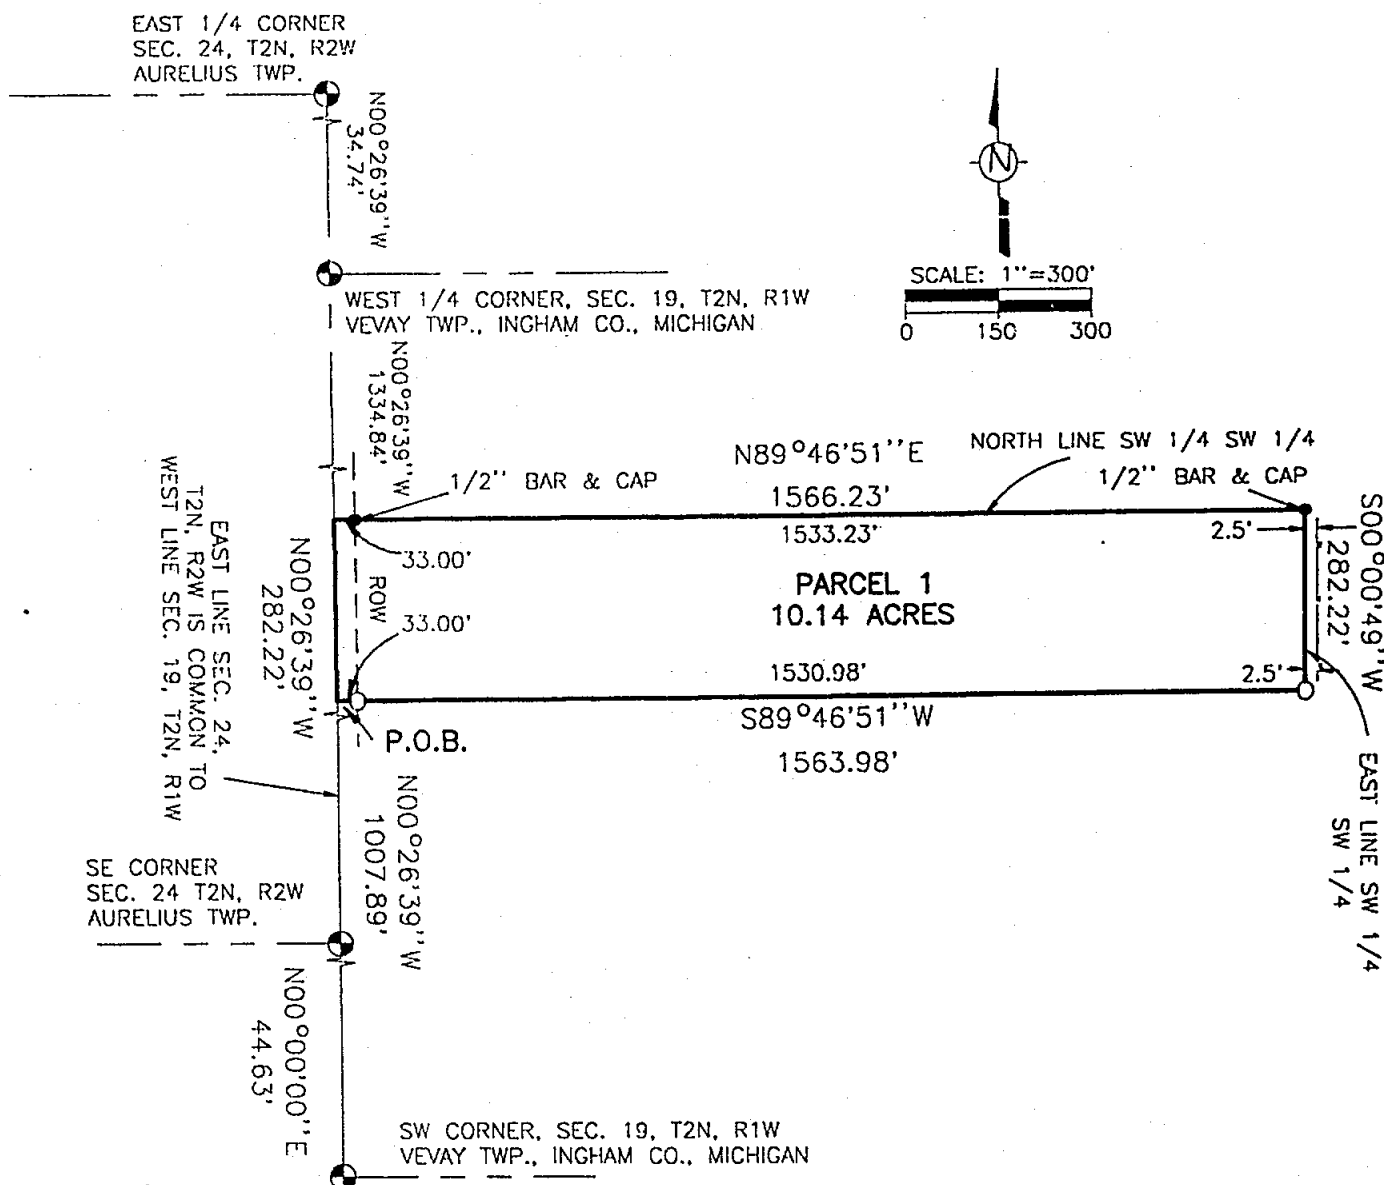 EAST 1/4 CORNER
SEC. 24, T2N, R2W
AURELIUS TWP.
N00°26'39''W
34.74'
N
SCALE: 1''=300'
0 150 300
WEST 1/4 CORNER, SEC. 19, T2N, R1W
VEVAY TWP., INGHAM CO., MICHIGAN
N00°26'39''W
1334.84'
1/2'' BAR & CAP
N89°46'51''E
1566.23'
1533.23'
NORTH LINE SW 1/4 SW 1/4
1/2'' BAR & CAP
2.5'
S00°00'49''W
282.22'
33.00'
ROW
33.00'
PARCEL 1
10.14 ACRES
1530.98'
2.5'
S89°46'51''W
1563.98'
EAST LINE SW 1/4
SW 1/4
N00°26'39''W
282.22'
EAST LINE SEC. 24,
T2N, R2W IS COMMON TO
WEST LINE SEC. 19, T2N, R1W
P.O.B.
N00°26'39''W
1007.89'
SE CORNER
SEC. 24 T2N, R2W
AURELIUS TWP.
N00°00'00''E
44.63'
SW CORNER, SEC. 19, T2N, R1W
VEVAY TWP., INGHAM CO., MICHIGAN